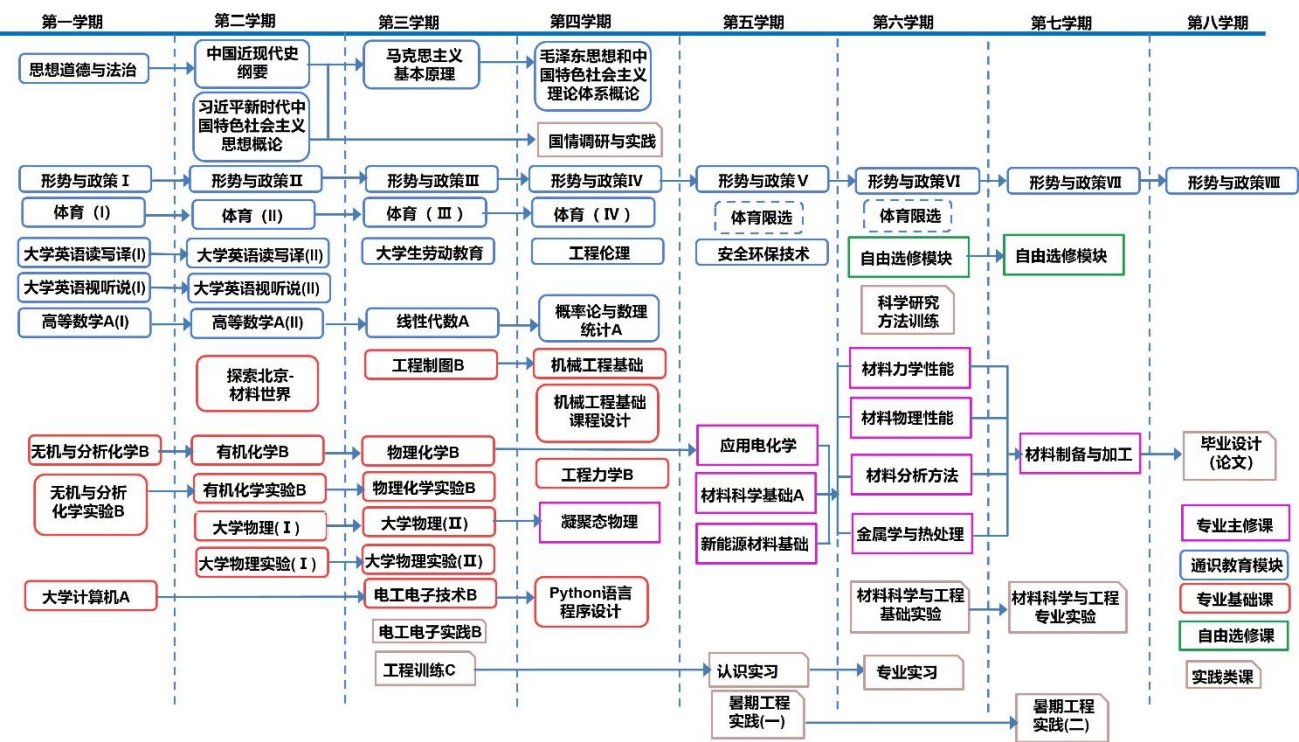 第一学期
第二学期
第三学期
第四学期
第五学期
第六学期
第七学期
第八学期
思想道德与法治
中国近现代史
纲要
马克思主义
基本原理
毛泽东思想和中
国特色社会主义
理论体系概论
习近平新时代中
国特色社会主义
思想概论
国情调研与实践
形势与政策Ⅰ
形势与政策Ⅱ
形势与政策Ⅲ
形势与政策Ⅳ
形势与政策Ⅴ
形势与政策Ⅵ
形势与政策Ⅶ
形势与政策Ⅷ
体育（I）
体育（II）
体育（Ⅲ）
体育（Ⅳ）
体育限选
体育限选
大学英语读写译(I)
大学英语读写译(II)
大学生劳动教育
工程伦理
安全环保技术
自由选修模块
自由选修模块
大学英语视听说(I)
大学英语视听说(II)
科学研究
方法训练
高等数学A(I)
高等数学A(II)
线性代数A
概率论与数理
统计A
探索北京-
材料世界
工程制图B
机械工程基础
材料力学性能
机械工程基础
课程设计
材料物理性能
无机与分析化学B
有机化学B
物理化学B
应用电化学
材料制备与加工
毕业设计
（论文）
工程力学B
材料分析方法
无机与分析
化学实验B
有机化学实验B
物理化学实验B
材料科学基础A
大学物理(Ⅰ)
大学物理(Ⅱ)
凝聚态物理
新能源材料基础
金属学与热处理
专业主修课
大学物理实验(Ⅰ)
大学物理实验(Ⅱ)
通识教育模块
大学计算机A
电工电子技术B
Python语言
程序设计
材料科学与工程
基础实验
材料科学与工程
专业实验
专业基础课
电工电子实践B
自由选修课
工程训练C
认识实习
专业实习
实践类课
暑期工程
实践(一)
暑期工程
实践(二)